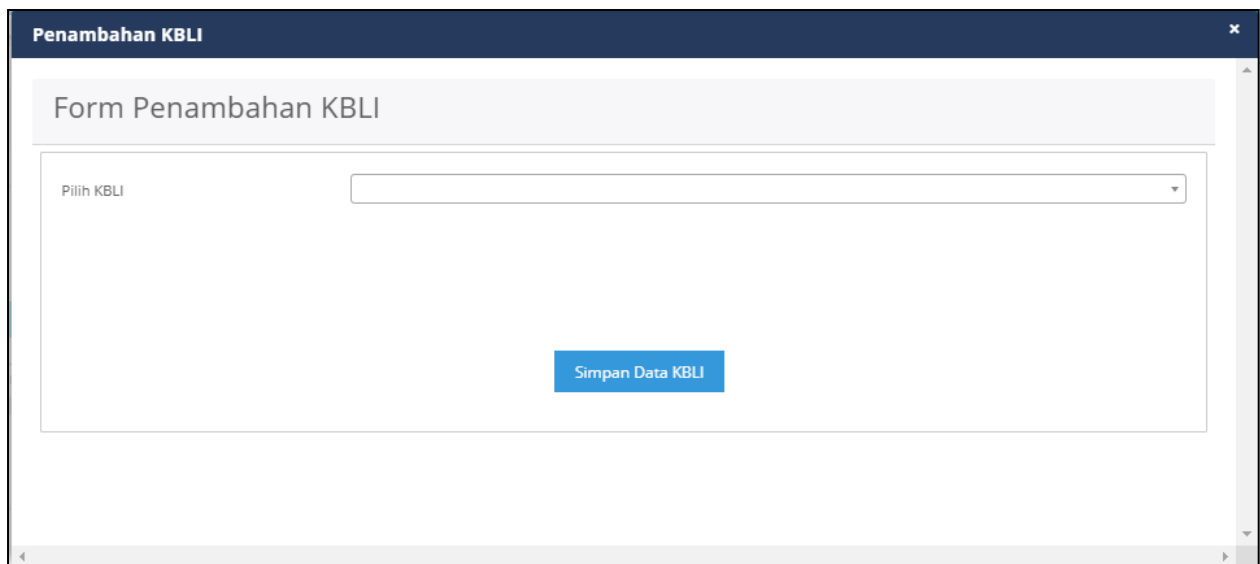 Penambahan KBLI
Form Penambahan KBLI
Pilih KBLI
Simpan Data KBLI